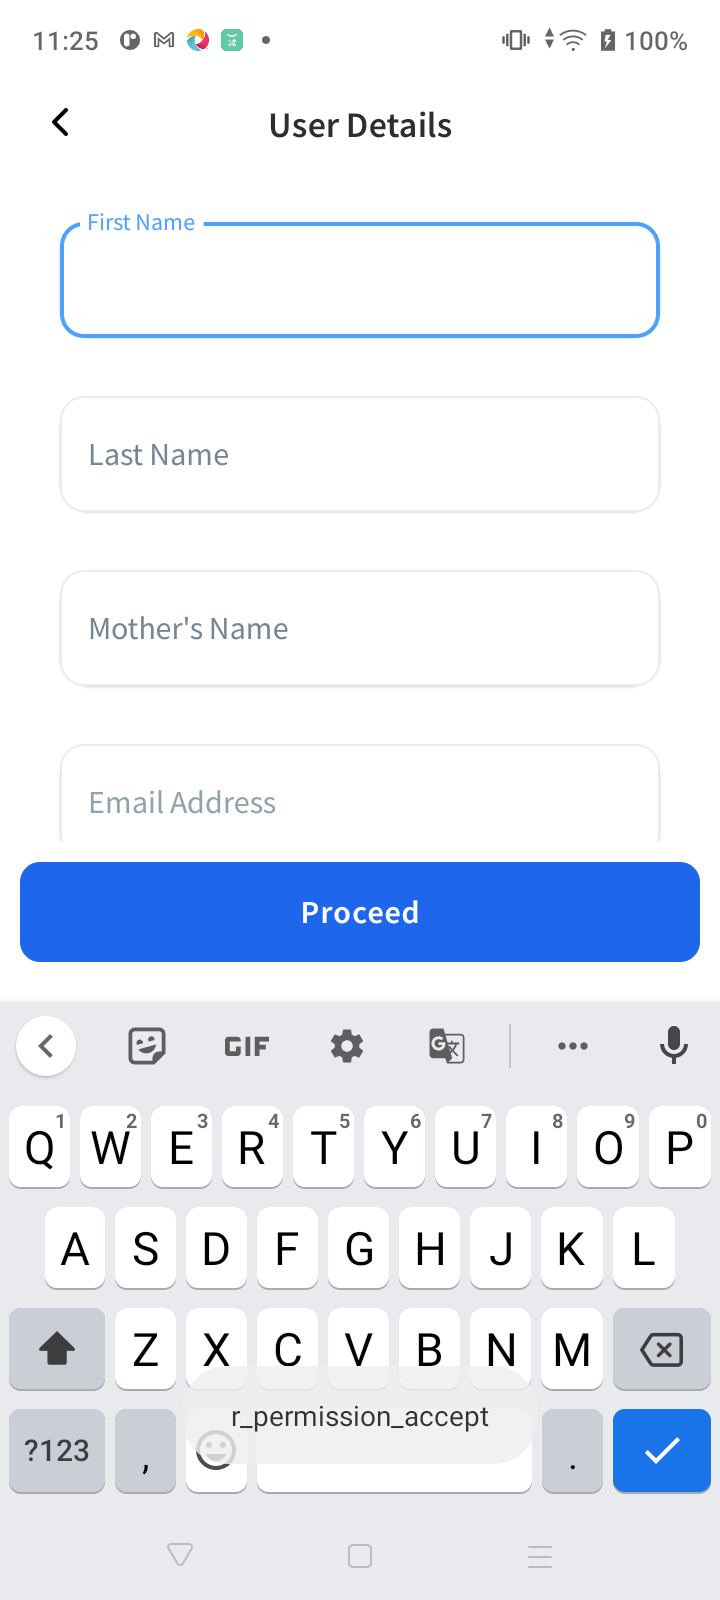 11:25 100%
User Details
First Name
Last Name
Mother's Name
Email Address
Proceed
GIF
Q1 W2 E3 R4 T5 Y6 U7 I8 O9 P0
A S D F G H J K L
Z X C V B N M
r_permission_accept
?123 , .